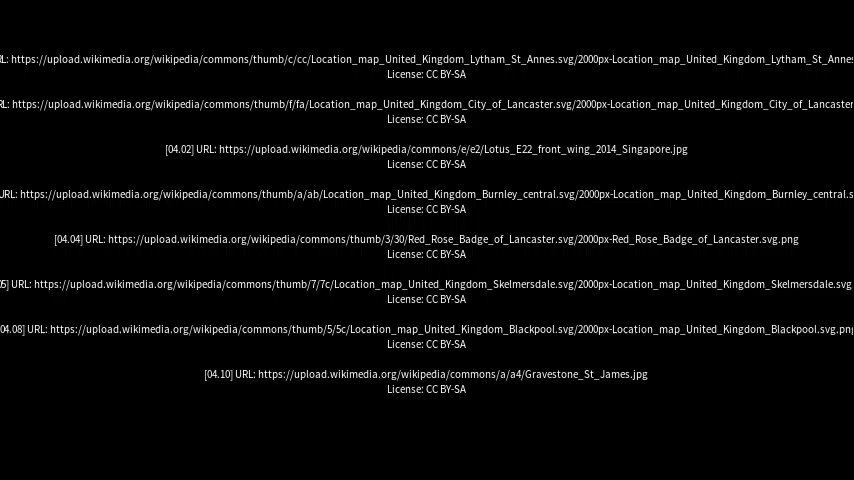 RL: https://upload.wikimedia.org/wikipedia/commons/thumb/c/cc/Location_map_United_Kingdom_Lytham_St_Annes.svg/2000px-Location_map_United_Kingdom_Lytham_St_Annes
License: CC BY-SA
RL: https://upload.wikimedia.org/wikipedia/commons/thumb/f/fa/Location_map_United_Kingdom_City_of_Lancaster.svg/2000px-Location_map_United_Kingdom_City_of_Lancaster
License: CC BY-SA
[04.02] URL: https://upload.wikimedia.org/wikipedia/commons/e/e2/Lotus_E22_front_wing_2014_Singapore.jpg
License: CC BY-SA
URL: https://upload.wikimedia.org/wikipedia/commons/thumb/a/ab/Location_map_United_Kingdom_Burnley_central.svg/2000px-Location_map_United_Kingdom_Burnley_central.s
License: CC BY-SA
[04.04] URL: https://upload.wikimedia.org/wikipedia/commons/thumb/3/30/Red_Rose_Badge_of_Lancaster.svg/2000px-Red_Rose_Badge_of_Lancaster.svg.png
License: CC BY-SA
5] URL: https://upload.wikimedia.org/wikipedia/commons/thumb/7/7c/Location_map_United_Kingdom_Skelmersdale.svg/2000px-Location_map_United_Kingdom_Skelmersdale.svg
License: CC BY-SA
04.08] URL: https://upload.wikimedia.org/wikipedia/commons/thumb/5/5c/Location_map_United_Kingdom_Blackpool.svg/2000px-Location_map_United_Kingdom_Blackpool.svg.png
License: CC BY-SA
[04.10] URL: https://upload.wikimedia.org/wikipedia/commons/a/a4/Gravestone_St_James.jpg
License: CC BY-SA